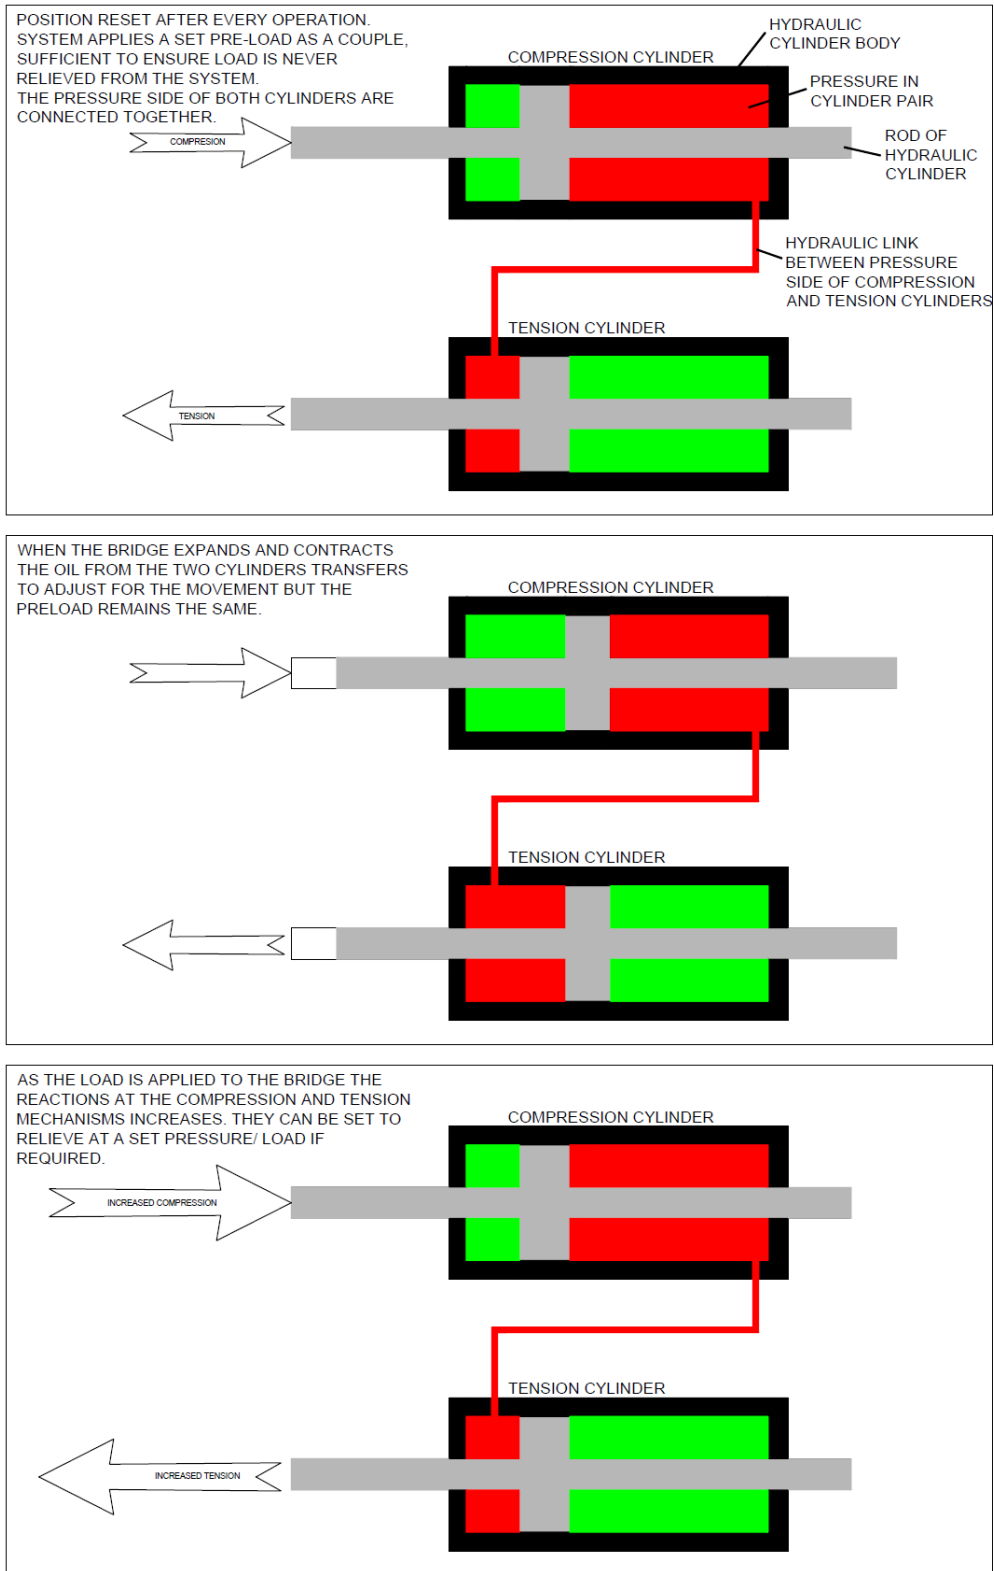 POSITION RESET AFTER EVERY OPERATION.
SYSTEM APPLIES A SET PRE-LOAD AS A COUPLE,
SUFFICIENT TO ENSURE LOAD IS NEVER
RELIEVED FROM THE SYSTEM.
THE PRESSURE SIDE OF BOTH CYLINDERS ARE
CONNECTED TOGETHER.
COMPRESION
COMPRESSION CYLINDER
HYDRAULIC
CYLINDER BODY
PRESSURE IN
CYLINDER PAIR
ROD OF
HYDRAULIC
CYLINDER
HYDRAULIC LINK
BETWEEN PRESSURE
SIDE OF COMPRESSION
AND TENSION CYLINDERS
TENSION CYLINDER
TENSION
WHEN THE BRIDGE EXPANDS AND CONTRACTS
THE OIL FROM THE TWO CYLINDERS TRANSFERS
TO ADJUST FOR THE MOVEMENT BUT THE
PRELOAD REMAINS THE SAME.
COMPRESSION CYLINDER
TENSION CYLINDER
AS THE LOAD IS APPLIED TO THE BRIDGE THE
REACTIONS AT THE COMPRESSION AND TENSION
MECHANISMS INCREASES. THEY CAN BE SET TO
RELIEVE AT A SET PRESSURE/ LOAD IF
REQUIRED.
COMPRESSION CYLINDER
INCREASED COMPRESSION
TENSION CYLINDER
INCREASED TENSION